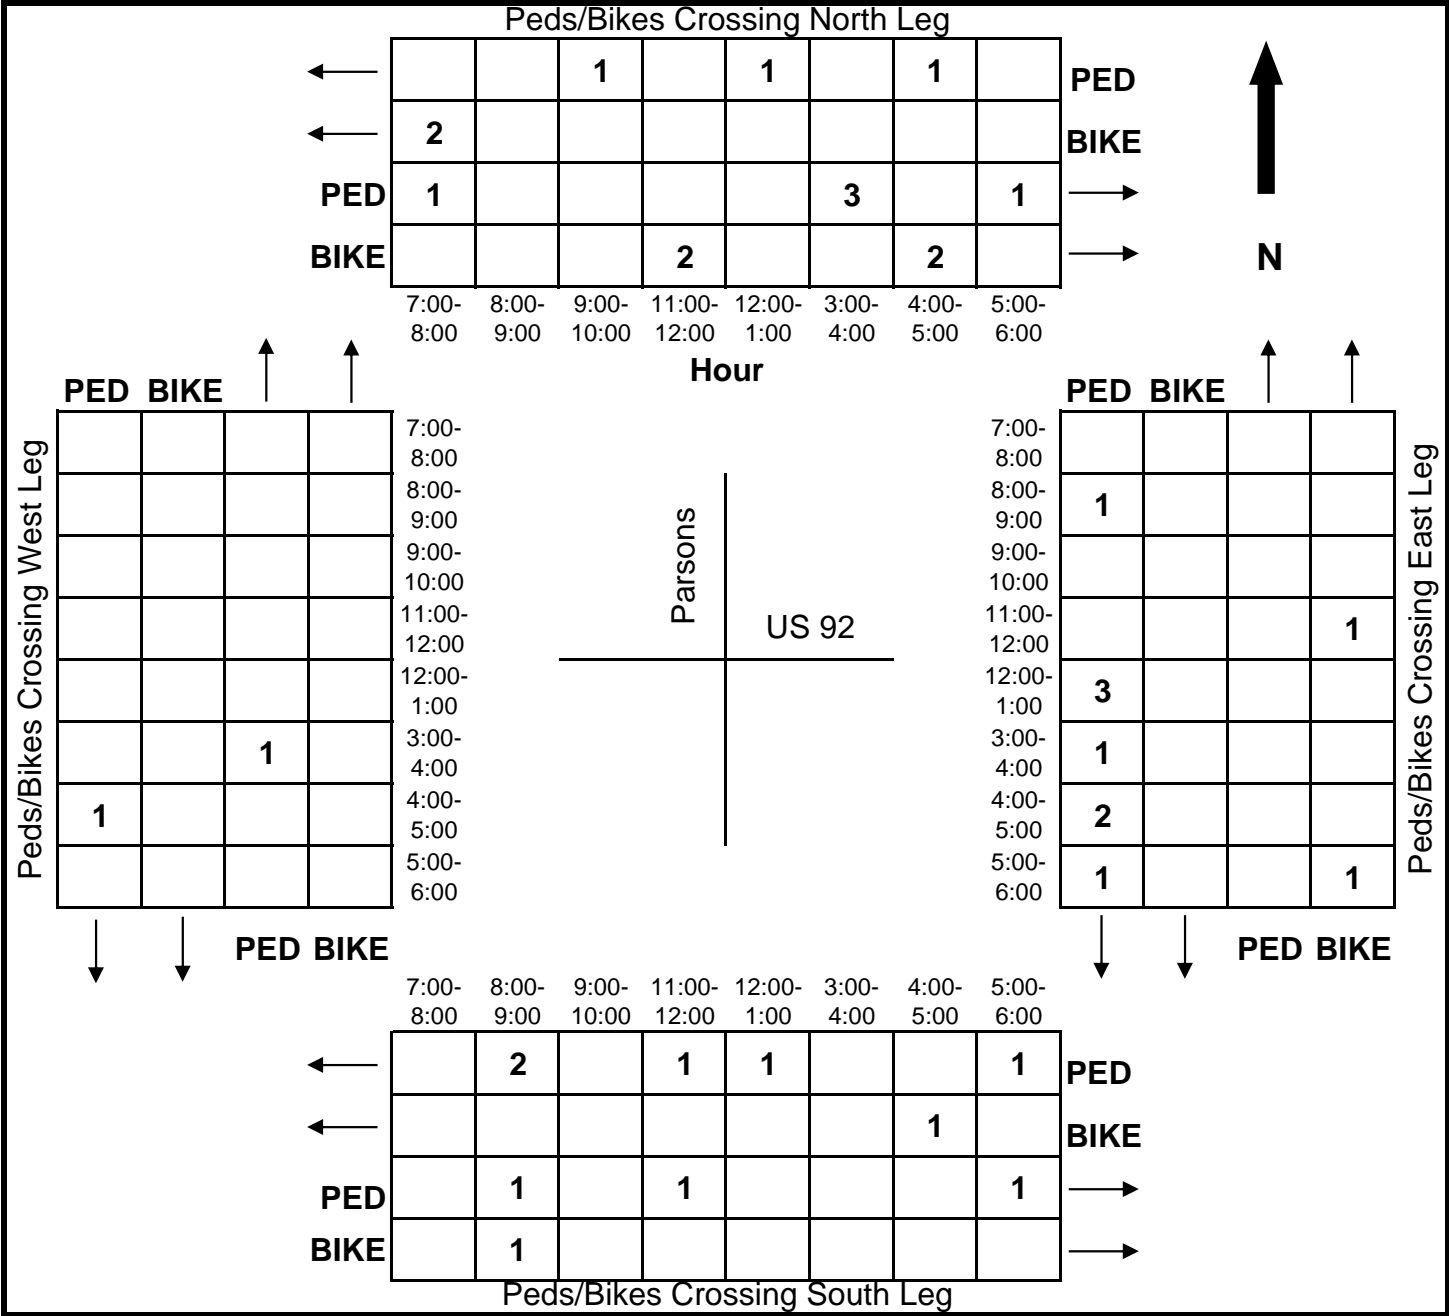 Peds/Bikes Crossing North Leg
1 1 1 PED
2 BIKE
PED 1 3 1
BIKE 2 2
N
7:00- 8:00- 9:00- 11:00- 12:00- 3:00- 4:00- 5:00-
8:00 9:00 10:00 12:00 1:00 4:00 5:00 6:00
Hour
PED BIKE
Peds/Bikes Crossing West Leg
7:00-
8:00
8:00-
9:00
9:00-
10:00
11:00-
12:00
12:00-
1:00
1 3:00-
4:00
1 4:00-
5:00
5:00-
6:00
PED BIKE
Parsons
US 92
PED BIKE
7:00-
8:00
8:00-
9:00 1
9:00-
10:00
11:00-
12:00 1
12:00-
1:00 3
3:00-
4:00 1
4:00-
5:00 2
5:00-
6:00 1 1
PED BIKE
Peds/Bikes Crossing East Leg
7:00- 8:00- 9:00- 11:00- 12:00- 3:00- 4:00- 5:00-
8:00 9:00 10:00 12:00 1:00 4:00 5:00 6:00
2 1 1 1 PED
1 BIKE
PED 1 1 1
BIKE 1
Peds/Bikes Crossing South Leg